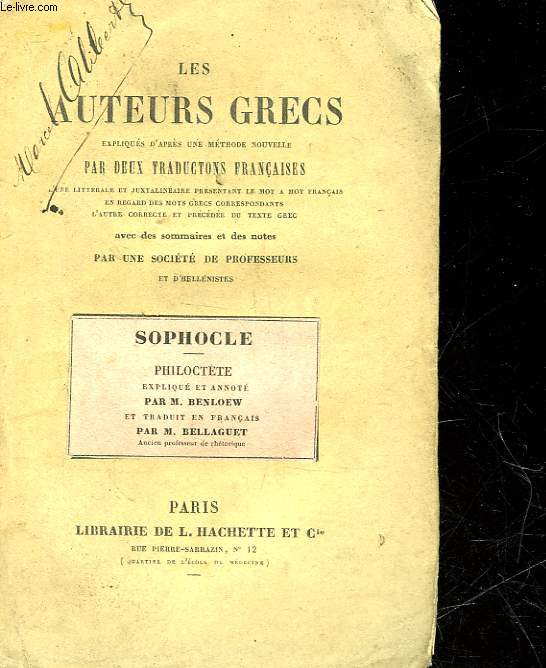 www.Le-livre.com
Marcel
LES
AUTEURS GRECS
EXPLIQUÉS D'APRÈS UNE MÉTHODE NOUVELLE
PAR DEUX TRADUCTONS FRANÇAISES
L'UNE LITTÉRALE ET JUXTALINÉAIRE PRÉSENTANT LE MOT A MOT FRANÇAIS
EN REGARD DES MOTS GRECS CORRESPONDANTS
L'AUTRE CORRECTE ET PRÉCÉDÉE DU TEXTE GREC
avec des sommaires et des notes
PAR UNE SOCIÉTÉ DE PROFESSEURS
ET D'HELLÉNISTES
SOPHOCLE
PHILOCTÈTE
EXPLIQUÉ ET ANNOTÉ
PAR M. BENLOEW
ET TRADUIT EN FRANÇAIS
PAR M. BELLAGUET
Ancien professeur de rhétorique
PARIS
LIBRAIRIE DE L. HACHETTE ET Cie
RUE PIERRE-SARRAZIN, N° 12
( QUARTIER DE L'ÉCOLE DE MÉDECINE )
D